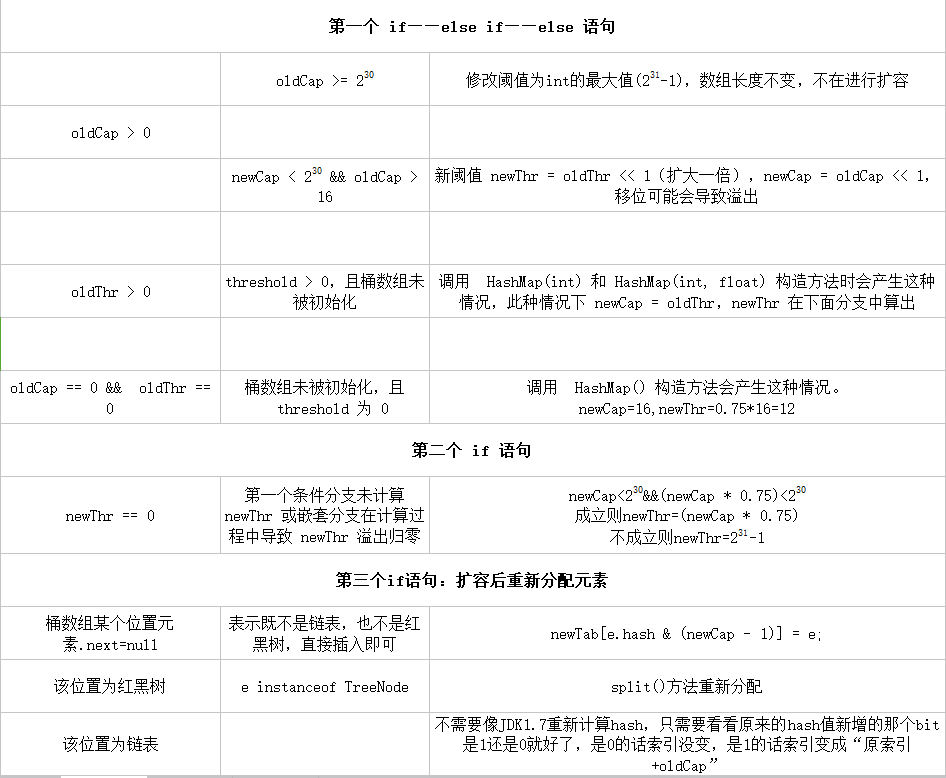 第一个 if——else if——else 语句
oldCap >= 2^30
修改阈值为int的最大值(2^31-1), 数组长度不变, 不在进行扩容
oldCap > 0
newCap < 2^30 && oldCap >
16
新阈值 newThr = oldThr << 1（扩大一倍）, newCap = oldCap << 1,
移位可能会导致溢出
oldThr > 0
threshold > 0，且桶数组未
被初始化
调用 HashMap(int) 和 HashMap(int, float) 构造方法时会产生这种
情况，此种情况下 newCap = oldThr，newThr 在下面分支中算出
oldCap == 0 && oldThr ==
0
桶数组未被初始化，且
threshold 为 0
调用 HashMap() 构造方法会产生这种情况。
newCap=16,newThr=0.75*16=12
第二个 if 语句
newThr == 0
第一个条件分支未计算
newThr 或嵌套分支在计算过
程中导致 newThr 溢出归零
newCap<2^30&&(newCap * 0.75)<2^30
成立则newThr=(newCap * 0.75)
不成立则newThr=2^31-1
第三个if语句：扩容后重新分配元素
桶数组某个位置元
素.next=null
表示既不是链表，也不是红
黑树，直接插入即可
newTab[e.hash & (newCap - 1)] = e;
该位置为红黑树
e instanceof TreeNode
split()方法重新分配
该位置为链表
不需要像JDK1.7重新计算hash，只需要看看原来的hash值新增的那个bit
是1还是0就好了，是0的话索引没变，是1的话索引变成“原索引
+oldCap”